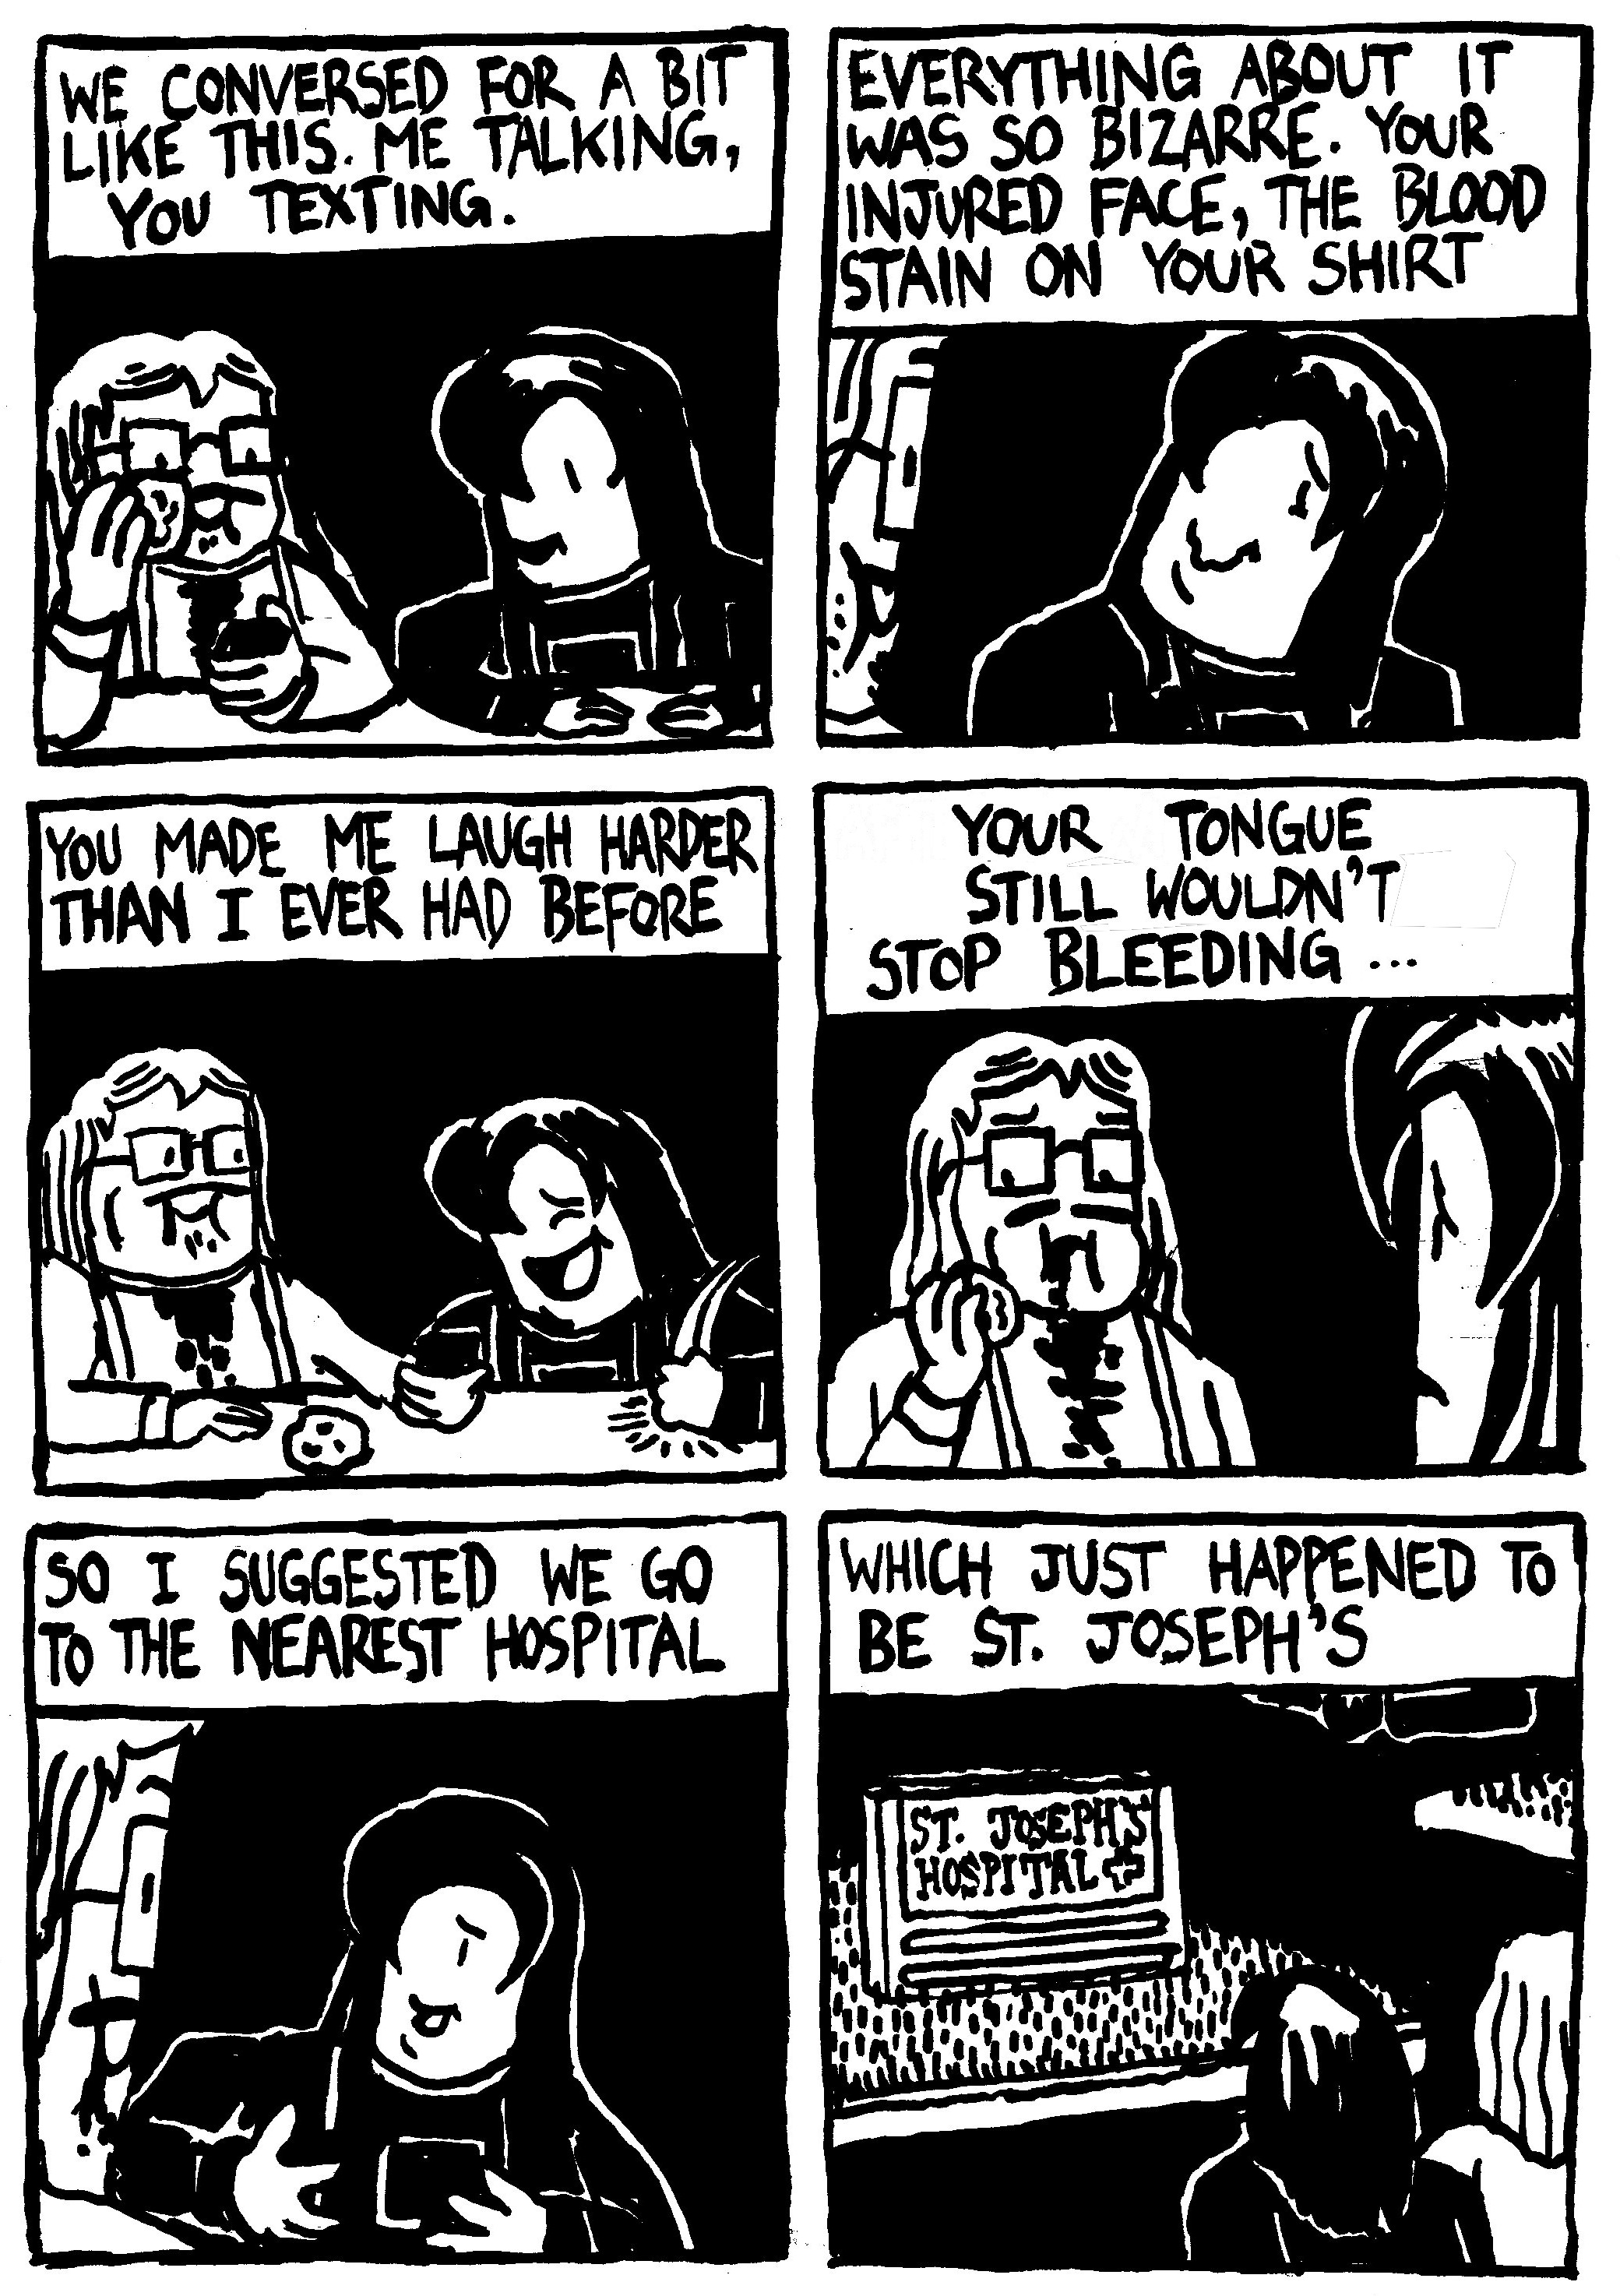 WE CONVERSED FOR A BIT
LIKE THIS. ME TALKING,
YOU TEXTING.
EVERYTHING ABOUT IT
WAS SO BIZARRE. YOUR
INJURED FACE, THE BLOOD
STAIN ON YOUR SHIRT
YOU MADE ME LAUGH HARDER
THAN I EVER HAD BEFORE
YOUR TONGUE
STILL WOULDN'T
STOP BLEEDING ...
SO I SUGGESTED WE GO
TO THE NEAREST HOSPITAL
WHICH JUST HAPPENED TO
BE ST. JOSEPH'S
ST. JOSEPH'S
HOSPITAL